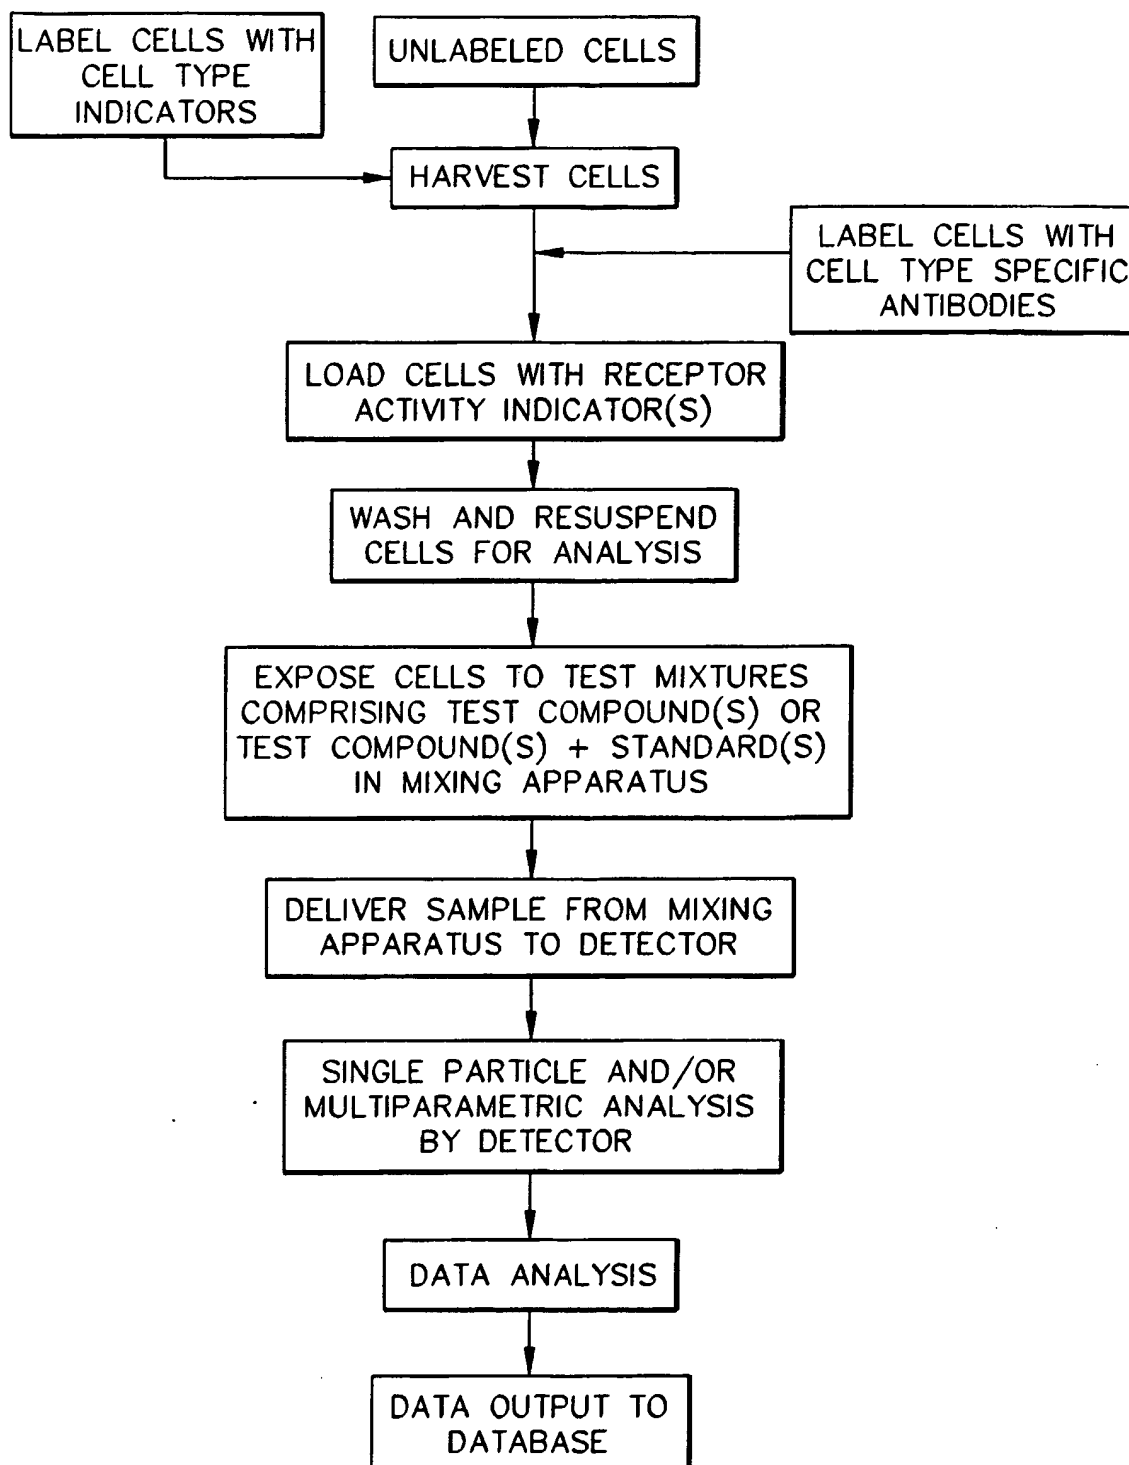 LABEL CELLS WITH
CELL TYPE
INDICATORS
UNLABELED CELLS
HARVEST CELLS
LABEL CELLS WITH
CELL TYPE SPECIFIC
ANTIBODIES
LOAD CELLS WITH RECEPTOR
ACTIVITY INDICATOR(S)
WASH AND RESUSPEND
CELLS FOR ANALYSIS
EXPOSE CELLS TO TEST MIXTURES
COMPRISING TEST COMPOUND(S) OR
TEST COMPOUND(S) + STANDARD(S)
IN MIXING APPARATUS
DELIVER SAMPLE FROM MIXING
APPARATUS TO DETECTOR
SINGLE PARTICLE AND/OR
MULTIPARAMETRIC ANALYSIS
BY DETECTOR
DATA ANALYSIS
DATA OUTPUT TO
DATABASE